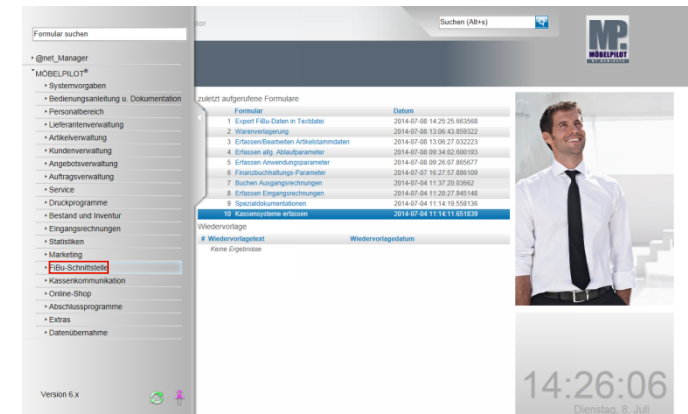 Formular suchen
Suchen (Alt+s)
MP
MÖBELPILOT
@net_Manager
MÖBELPILOT®
Systemvorgaben
Bedienungsanleitung u. Dokumentation
Personalbereich
Lieferantenverwaltung
Artikelverwaltung
Kundenverwaltung
Angebotsverwaltung
Auftragsverwaltung
Service
Druckprogramme
Bestand und Inventur
Eingangsrechnungen
Statistiken
Marketing
FiBu-Schnittstelle
Kassenkommunikation
Online-Shop
Abschlussprogramme
Extras
Datenübernahme
Version 6.x
zuletzt aufgerufene Formulare
Formular Datum
1 Export FiBu-Daten in Textdatei 2014-07-08 14:25:25.663568
2 Warenverlagerung 2014-07-08 13:06:43.859322
3 Erfassen/Bearbeiten Artikelstammdaten 2014-07-08 13:06:27.032223
4 Erfassen allg. Ablaufparameter 2014-07-08 09:34:02.600193
5 Erfassen Anwendungsparameter 2014-07-08 09:26:07.865677
6 Finanzbuchhaltungs-Parameter 2014-07-07 16:27:57.886109
7 Buchen Ausgangsrechnungen 2014-07-04 11:37:20.03662
8 Erfassen Eingangsrechnungen 2014-07-04 11:20:27.945148
9 Spezialdokumentationen 2014-07-04 11:14:19.558136
10 Kassensysteme erfassen 2014-07-04 11:14:11.651839
Wiedervorlage
# Wiedervorlagetext Wiedervorlagedatum
Keine Ergebnisse
14:26:06
Dienstag, 8. Juli